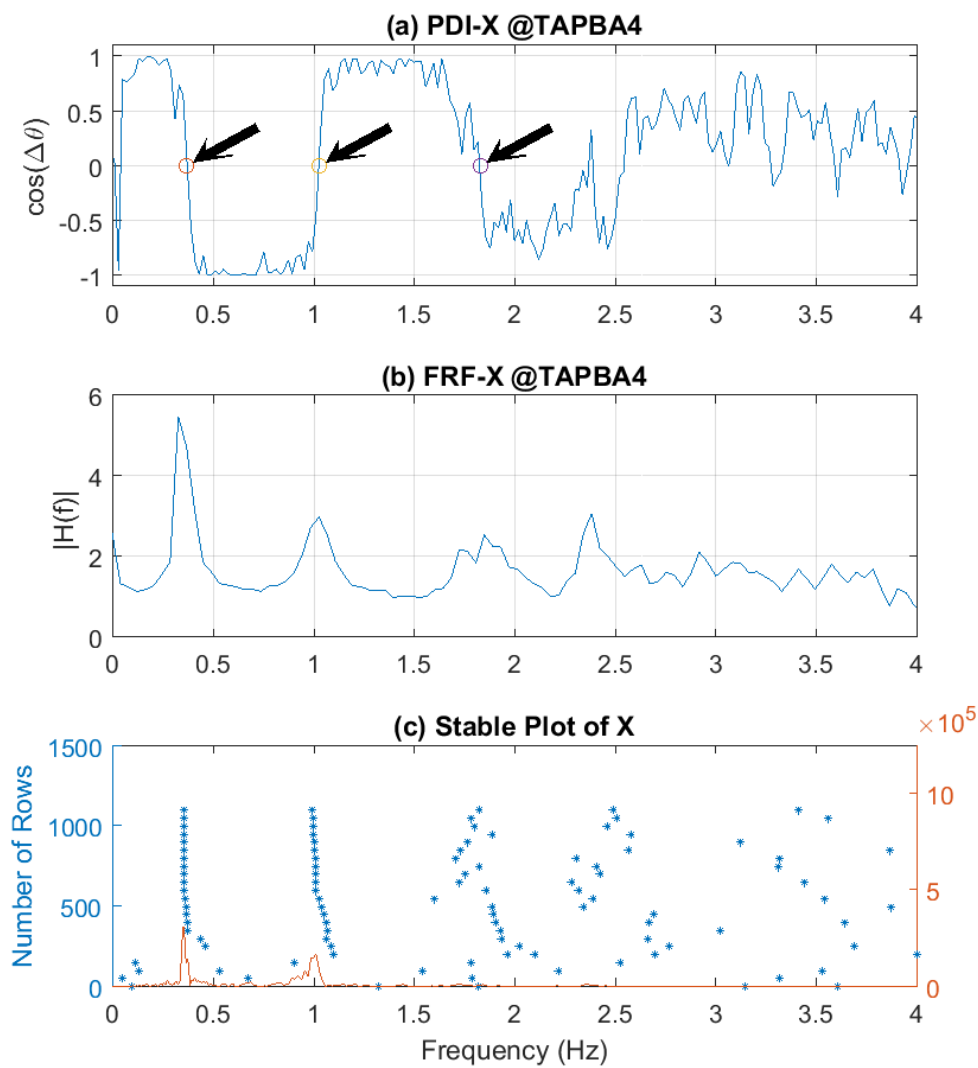 (a) PDI-X @TAPBA4
1
0.5
0
-0.5
-1
cos(Δθ)
0 0.5 1 1.5 2 2.5 3 3.5 4
(b) FRF-X @TAPBA4
6
4
2
0
|H(f)|
0 0.5 1 1.5 2 2.5 3 3.5 4
(c) Stable Plot of X
×10^5
1500
1000
500
0
Number of Rows
10
5
0
0 0.5 1 1.5 2 2.5 3 3.5 4
Frequency (Hz)